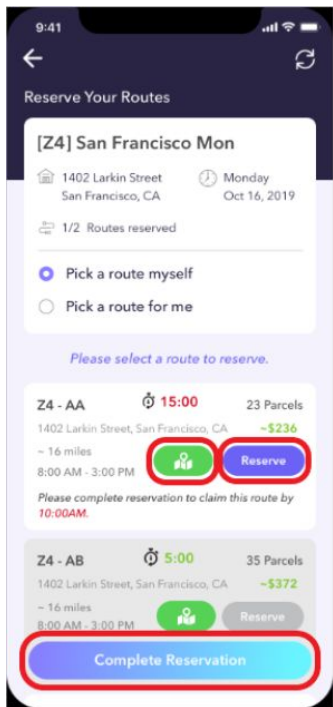 9:41
Reserve Your Routes
[Z4] San Francisco Mon
1402 Larkin Street
San Francisco, CA
Monday
Oct 16, 2019
1/2 Routes reserved
Pick a route myself
Pick a route for me
Please select a route to reserve.
Z4 - AA 15:00 23 Parcels
1402 Larkin Street, San Francisco, CA ~$236
~ 16 miles
8:00 AM - 3:00 PM
Reserve
Please complete reservation to claim this route by
10:00AM.
Z4 - AB 5:00 35 Parcels
1402 Larkin Street, San Francisco, CA ~$372
~ 16 miles
8:00 AM - 3:00 PM
Reserve
Complete Reservation